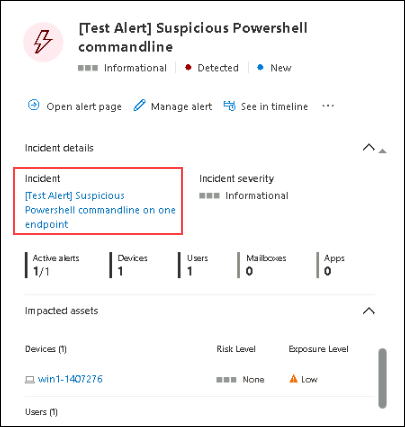 [Test Alert] Suspicious Powershell
commandline
Informational Detected New
Open alert page Manage alert See in timeline ...
Incident details
Incident Incident severity
[Test Alert] Suspicious Informational
Powershell commandline on one
endpoint
Active alerts Devices Users Mailboxes Apps
1/1 1 1 0 0
Impacted assets
Devices (1) Risk Level Exposure Level
win1-1407276 None Low
Users (1)